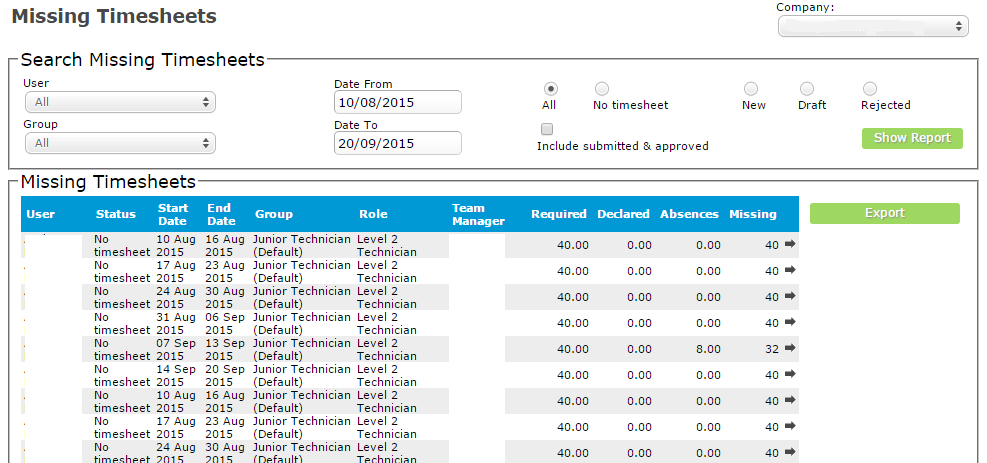 Missing Timesheets
Company:
Search Missing Timesheets
User
All
Group
All
Date From
10/08/2015
Date To
20/09/2015
All No timesheet New Draft Rejected
Include submitted & approved
Show Report
Missing Timesheets
User Status Start Date End Date Group Role Team Manager Required Declared Absences Missing
Export
No timesheet 10 Aug 2015 16 Aug 2015 Junior Technician (Default) Level 2 Technician 40.00 0.00 0.00 40
No timesheet 17 Aug 2015 23 Aug 2015 Junior Technician (Default) Level 2 Technician 40.00 0.00 0.00 40
No timesheet 24 Aug 2015 30 Aug 2015 Junior Technician (Default) Level 2 Technician 40.00 0.00 0.00 40
No timesheet 31 Aug 2015 06 Sep 2015 Junior Technician (Default) Level 2 Technician 40.00 0.00 0.00 40
No timesheet 07 Sep 2015 13 Sep 2015 Junior Technician (Default) Level 2 Technician 40.00 0.00 8.00 32
No timesheet 14 Sep 2015 20 Sep 2015 Junior Technician (Default) Level 2 Technician 40.00 0.00 0.00 40
No timesheet 10 Aug 2015 16 Aug 2015 Junior Technician (Default) Level 2 Technician 40.00 0.00 0.00 40
No timesheet 17 Aug 2015 23 Aug 2015 Junior Technician (Default) Level 2 Technician 40.00 0.00 0.00 40
No timesheet 24 Aug 2015 30 Aug 2015 Junior Technician (Default) Level 2 Technician 40.00 0.00 0.00 40